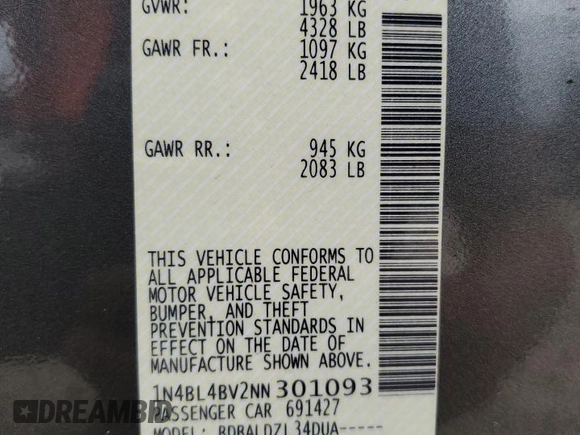 GVWR: 1963 KG
4328 LB
GAWR FR.: 1097 KG
2418 LB
GAWR RR.: 945 KG
2083 LB
THIS VEHICLE CONFORMS TO
ALL APPLICABLE FEDERAL
MOTOR VEHICLE SAFETY,
BUMPER, AND THEFT
PREVENTION STANDARDS IN
EFFECT ON THE DATE OF
MANUFACTURE SHOWN ABOVE.
1N4BL4BV2NN301093
PASSENGER CAR 691427
MODEL: BDBALDZL34DUA-----
DREAMBID